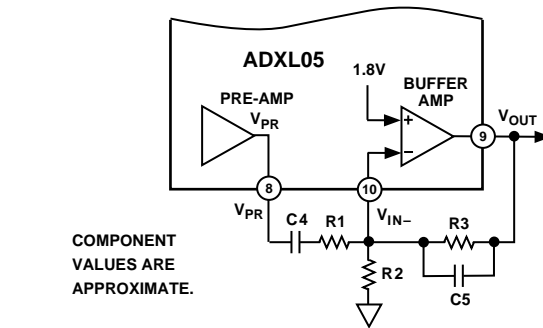 ADXL05
1.8V
PRE-AMP
VPR
BUFFER
AMP
+
−
9
VOUT
8
10
VPR
C4
R1
VIN−
R3
R2
C5
COMPONENT
VALUES ARE
APPROXIMATE.